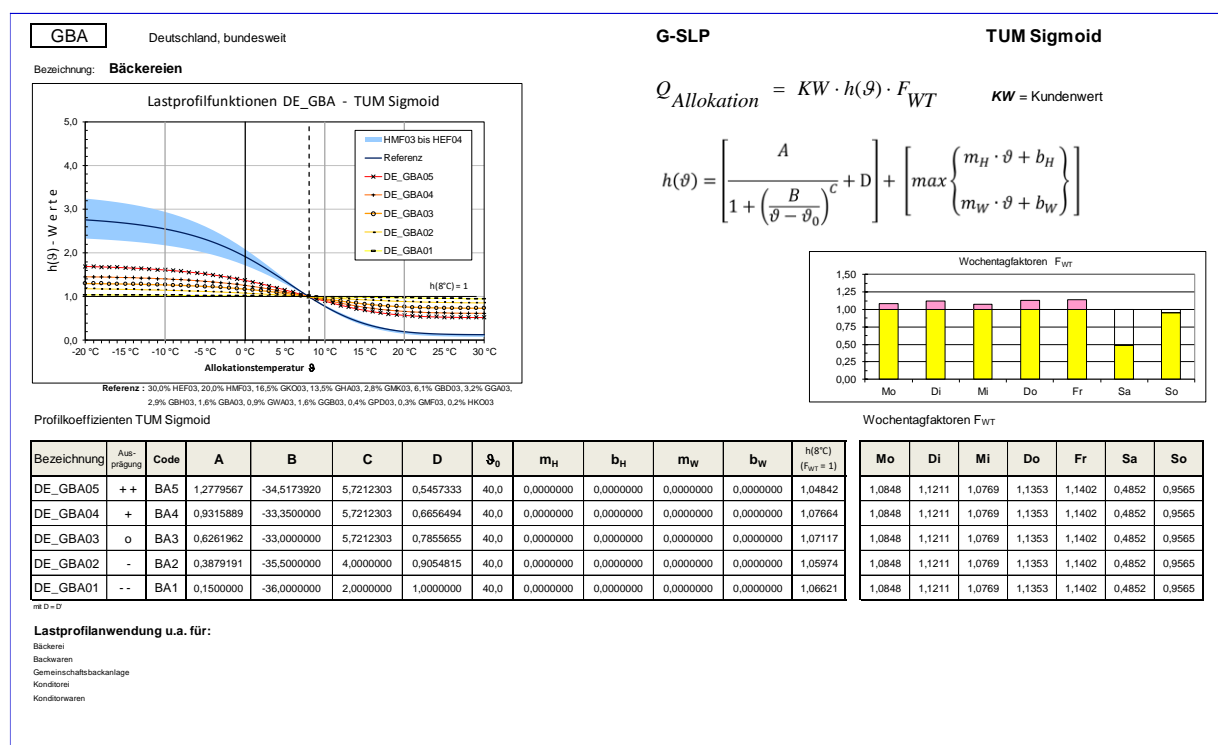 GBA Deutschland, bundesweit G-SLP TUM Sigmoid
Bezeichnung: Bäckereien
Q_Allokation = KW · h(ϑ) · F_WT KW = Kundenwert
h(ϑ) = [ A / (1 + (B / (ϑ − ϑ_0))^C) + D ] + [ max { m_H · ϑ + b_H ; m_W · ϑ + b_W } ]
Lastprofilfunktionen DE_GBA - TUM Sigmoid
h(ϑ) - Werte
5,0
4,0
3,0
2,0
1,0
0,0
HMF03 bis HEF04
Referenz
DE_GBA05
DE_GBA04
DE_GBA03
DE_GBA02
DE_GBA01
h(8°C) = 1
-20 °C -15 °C -10 °C -5 °C 0 °C 5 °C 10 °C 15 °C 20 °C 25 °C 30 °C
Allokationstemperatur ϑ
Referenz : 30,0% HEF03, 20,0% HMF03, 16,5% GKO03, 13,5% GHA03, 2,8% GMK03, 6,1% GBD03, 3,2% GGA03,
2,9% GBH03, 1,6% GBA03, 0,9% GWA03, 1,6% GGB03, 0,4% GPD03, 0,3% GMF03, 0,2% HKO03
Wochentagfaktoren F_WT
1,50
1,25
1,00
0,75
0,50
0,25
0,00
Mo Di Mi Do Fr Sa So
Profilkoeffizienten TUM Sigmoid
Wochentagfaktoren F_WT
Bezeichnung Aus-prägung Code A B C D ϑ_0 m_H b_H m_W b_W h(8°C) (F_WT = 1) Mo Di Mi Do Fr Sa So
DE_GBA05 + + BA5 1,2779567 -34,5173920 5,7212303 0,5457333 40,0 0,0000000 0,0000000 0,0000000 0,0000000 1,04842 1,0848 1,1211 1,0769 1,1353 1,1402 0,4852 0,9565
DE_GBA04 + BA4 0,9315889 -33,3500000 5,7212303 0,6656494 40,0 0,0000000 0,0000000 0,0000000 0,0000000 1,07664 1,0848 1,1211 1,0769 1,1353 1,1402 0,4852 0,9565
DE_GBA03 o BA3 0,6261962 -33,0000000 5,7212303 0,7855655 40,0 0,0000000 0,0000000 0,0000000 0,0000000 1,07117 1,0848 1,1211 1,0769 1,1353 1,1402 0,4852 0,9565
DE_GBA02 - BA2 0,3879191 -35,5000000 4,0000000 0,9054815 40,0 0,0000000 0,0000000 0,0000000 0,0000000 1,05974 1,0848 1,1211 1,0769 1,1353 1,1402 0,4852 0,9565
DE_GBA01 - - BA1 0,1500000 -36,0000000 2,0000000 1,0000000 40,0 0,0000000 0,0000000 0,0000000 0,0000000 1,06621 1,0848 1,1211 1,0769 1,1353 1,1402 0,4852 0,9565
mit D = D'
Lastprofilanwendung u.a. für:
Bäckerei
Backwaren
Gemeinschaftsbackanlage
Konditorei
Konditorwaren